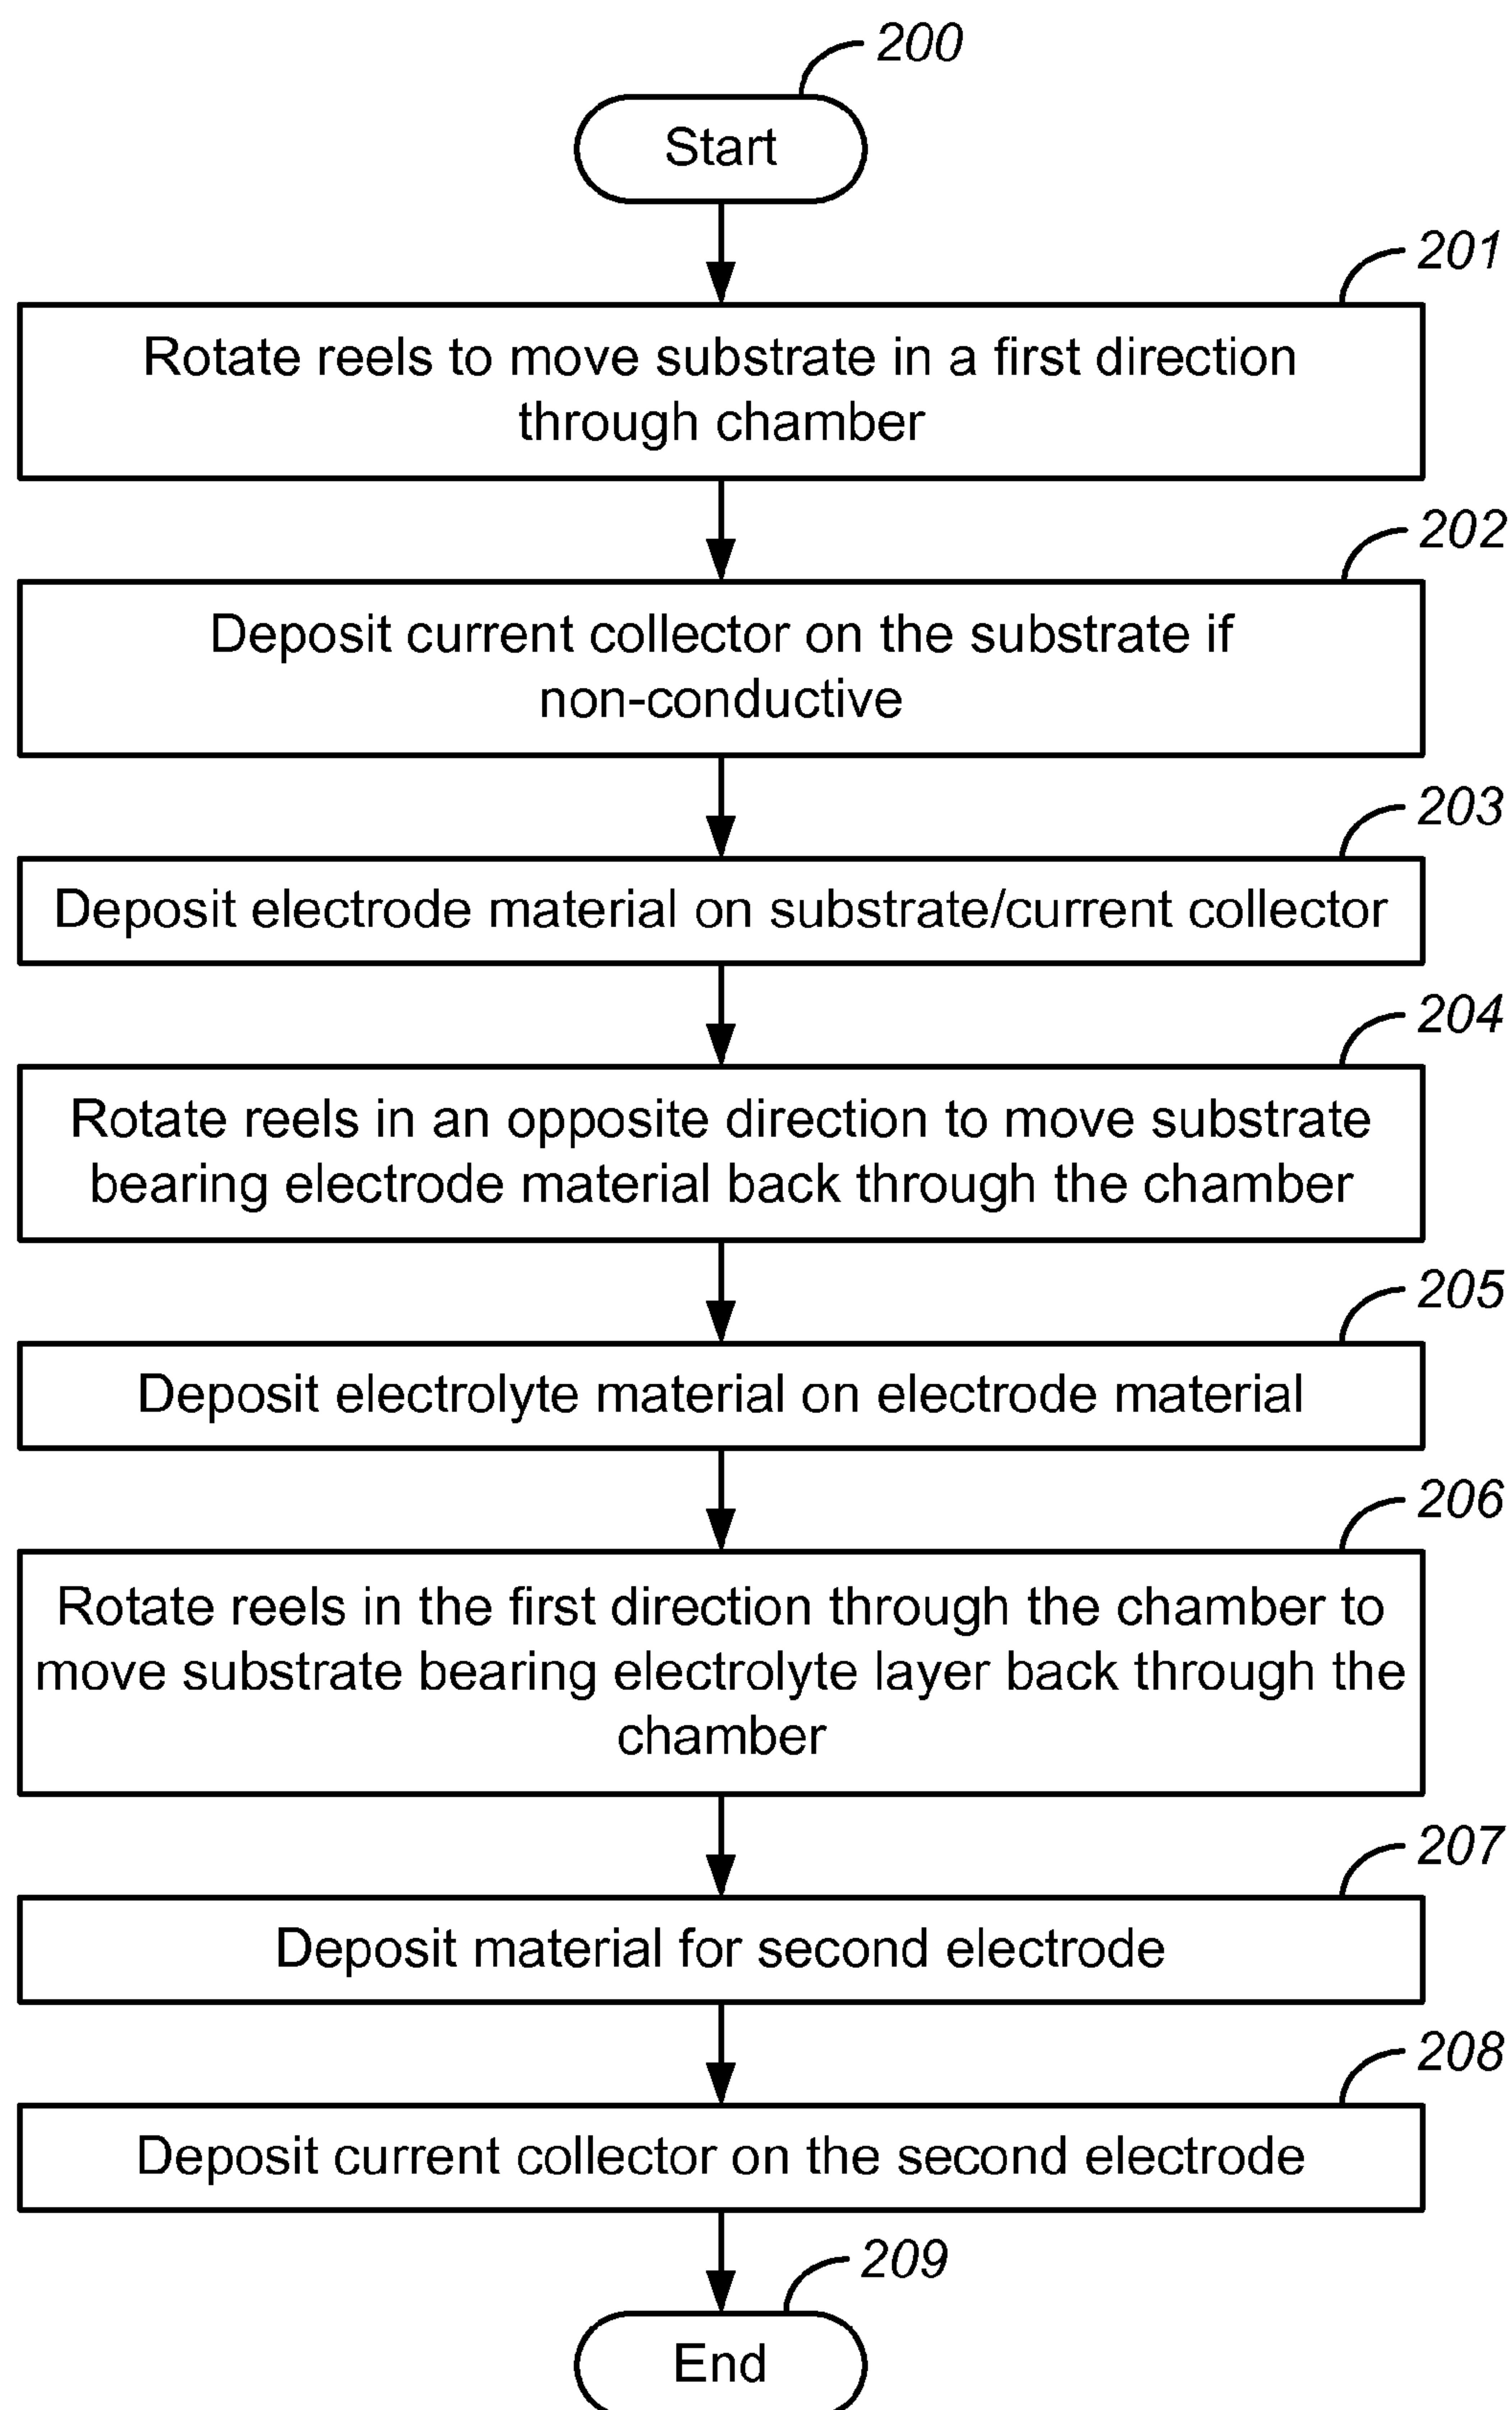 200
Start
201
Rotate reels to move substrate in a first direction
through chamber
202
Deposit current collector on the substrate if
non-conductive
203
Deposit electrode material on substrate/current collector
204
Rotate reels in an opposite direction to move substrate
bearing electrode material back through the chamber
205
Deposit electrolyte material on electrode material
206
Rotate reels in the first direction through the chamber to
move substrate bearing electrolyte layer back through the
chamber
207
Deposit material for second electrode
208
Deposit current collector on the second electrode
209
End